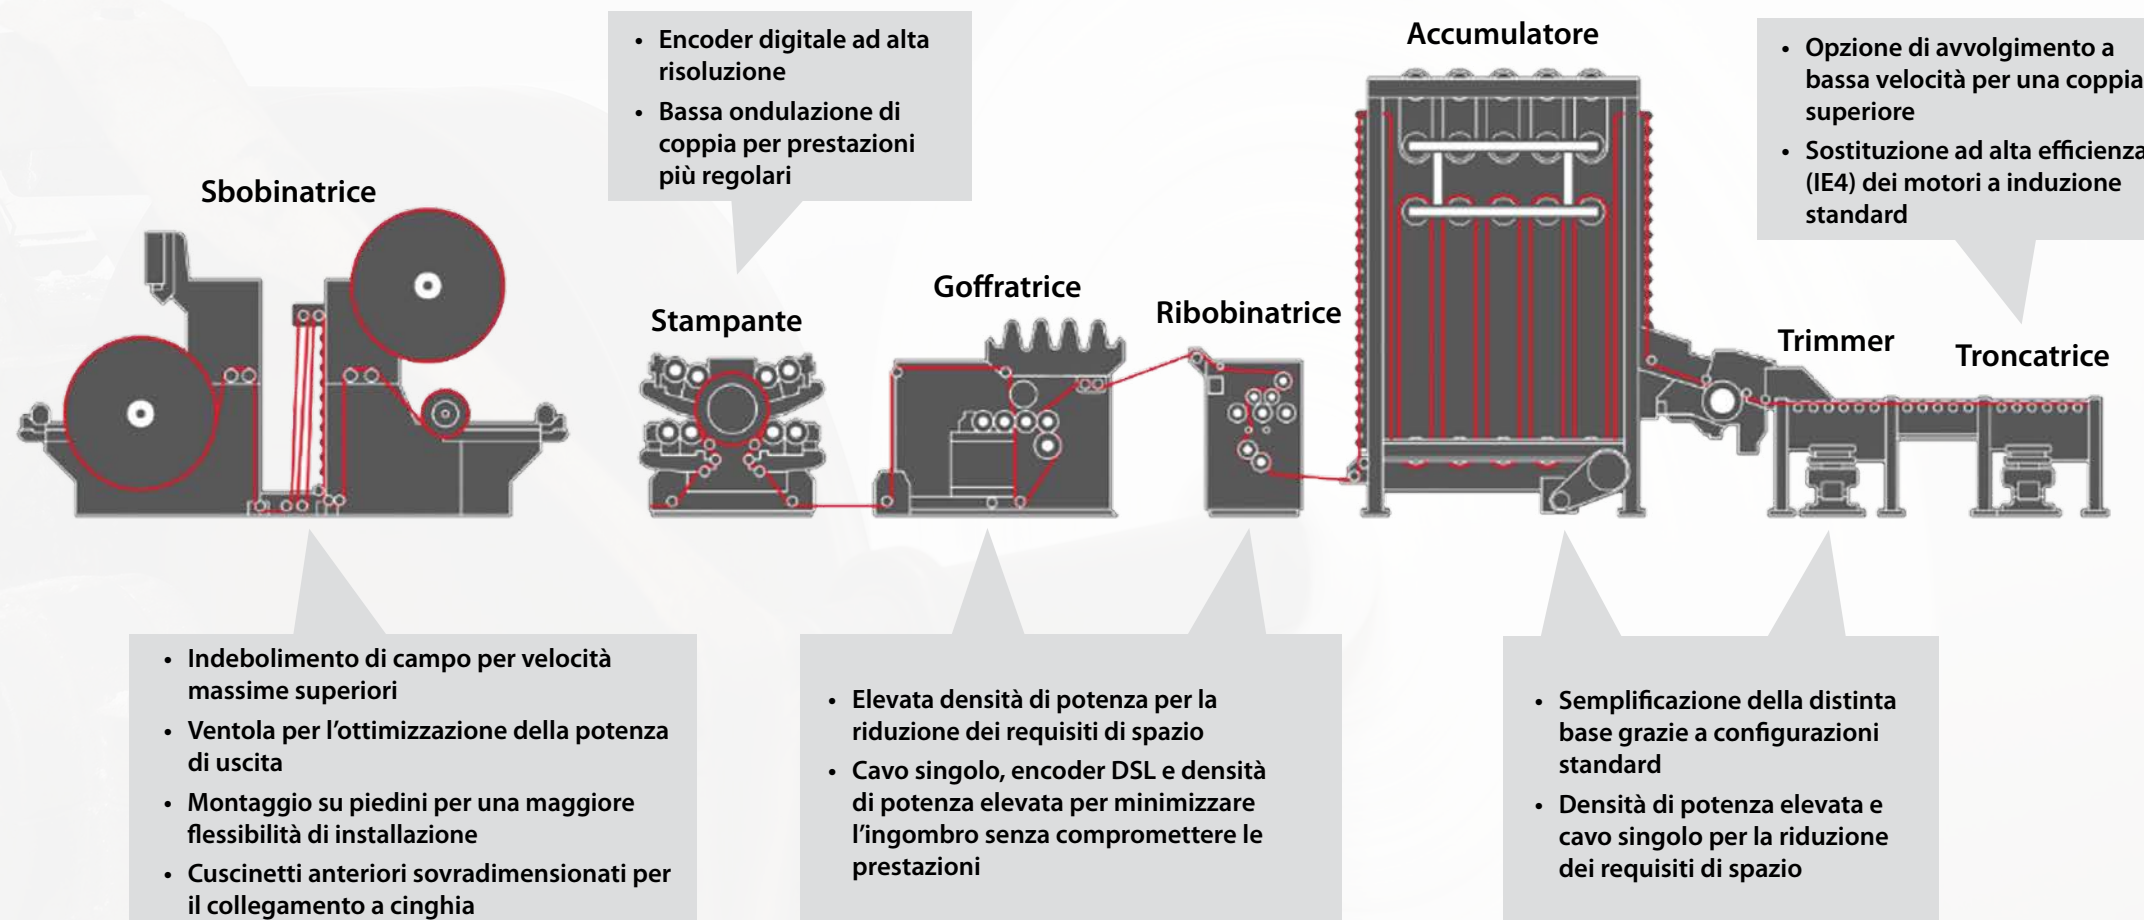 • Encoder digitale ad alta
risoluzione
• Bassa ondulazione di
coppia per prestazioni
più regolari
Accumulatore
• Opzione di avvolgimento a
bassa velocità per una coppia
superiore
• Sostituzione ad alta efficienza
(IE4) dei motori a induzione
standard
Sbobinatrice
Stampante
Goffratrice
Ribobinatrice
Trimmer
Troncatrice
• Indebolimento di campo per velocità
massime superiori
• Ventola per l’ottimizzazione della potenza
di uscita
• Montaggio su piedini per una maggiore
flessibilità di installazione
• Cuscinetti anteriori sovradimensionati per
il collegamento a cinghia
• Elevata densità di potenza per la
riduzione dei requisiti di spazio
• Cavo singolo, encoder DSL e densità
di potenza elevata per minimizzare
l’ingombro senza compromettere le
prestazioni
• Semplificazione della distinta
base grazie a configurazioni
standard
• Densità di potenza elevata e
cavo singolo per la riduzione
dei requisiti di spazio